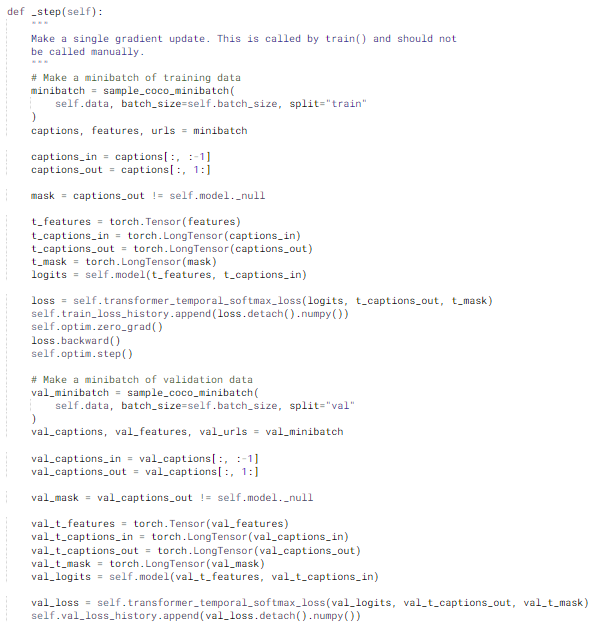 def _step(self):
    """
    Make a single gradient update. This is called by train() and should not
    be called manually.
    """
    # Make a minibatch of training data
    minibatch = sample_coco_minibatch(
        self.data, batch_size=self.batch_size, split="train"
    )
    captions, features, urls = minibatch

    captions_in = captions[:, :-1]
    captions_out = captions[:, 1:]

    mask = captions_out != self.model._null

    t_features = torch.Tensor(features)
    t_captions_in = torch.LongTensor(captions_in)
    t_captions_out = torch.LongTensor(captions_out)
    t_mask = torch.LongTensor(mask)
    logits = self.model(t_features, t_captions_in)

    loss = self.transformer_temporal_softmax_loss(logits, t_captions_out, t_mask)
    self.train_loss_history.append(loss.detach().numpy())
    self.optim.zero_grad()
    loss.backward()
    self.optim.step()

    # Make a minibatch of validation data
    val_minibatch = sample_coco_minibatch(
        self.data, batch_size=self.batch_size, split="val"
    )
    val_captions, val_features, val_urls = val_minibatch

    val_captions_in = val_captions[:, :-1]
    val_captions_out = val_captions[:, 1:]

    val_mask = val_captions_out != self.model._null

    val_t_features = torch.Tensor(val_features)
    val_t_captions_in = torch.LongTensor(val_captions_in)
    val_t_captions_out = torch.LongTensor(val_captions_out)
    val_t_mask = torch.LongTensor(val_mask)
    val_logits = self.model(val_t_features, val_t_captions_in)

    val_loss = self.transformer_temporal_softmax_loss(val_logits, val_t_captions_out, val_t_mask)
    self.val_loss_history.append(val_loss.detach().numpy())